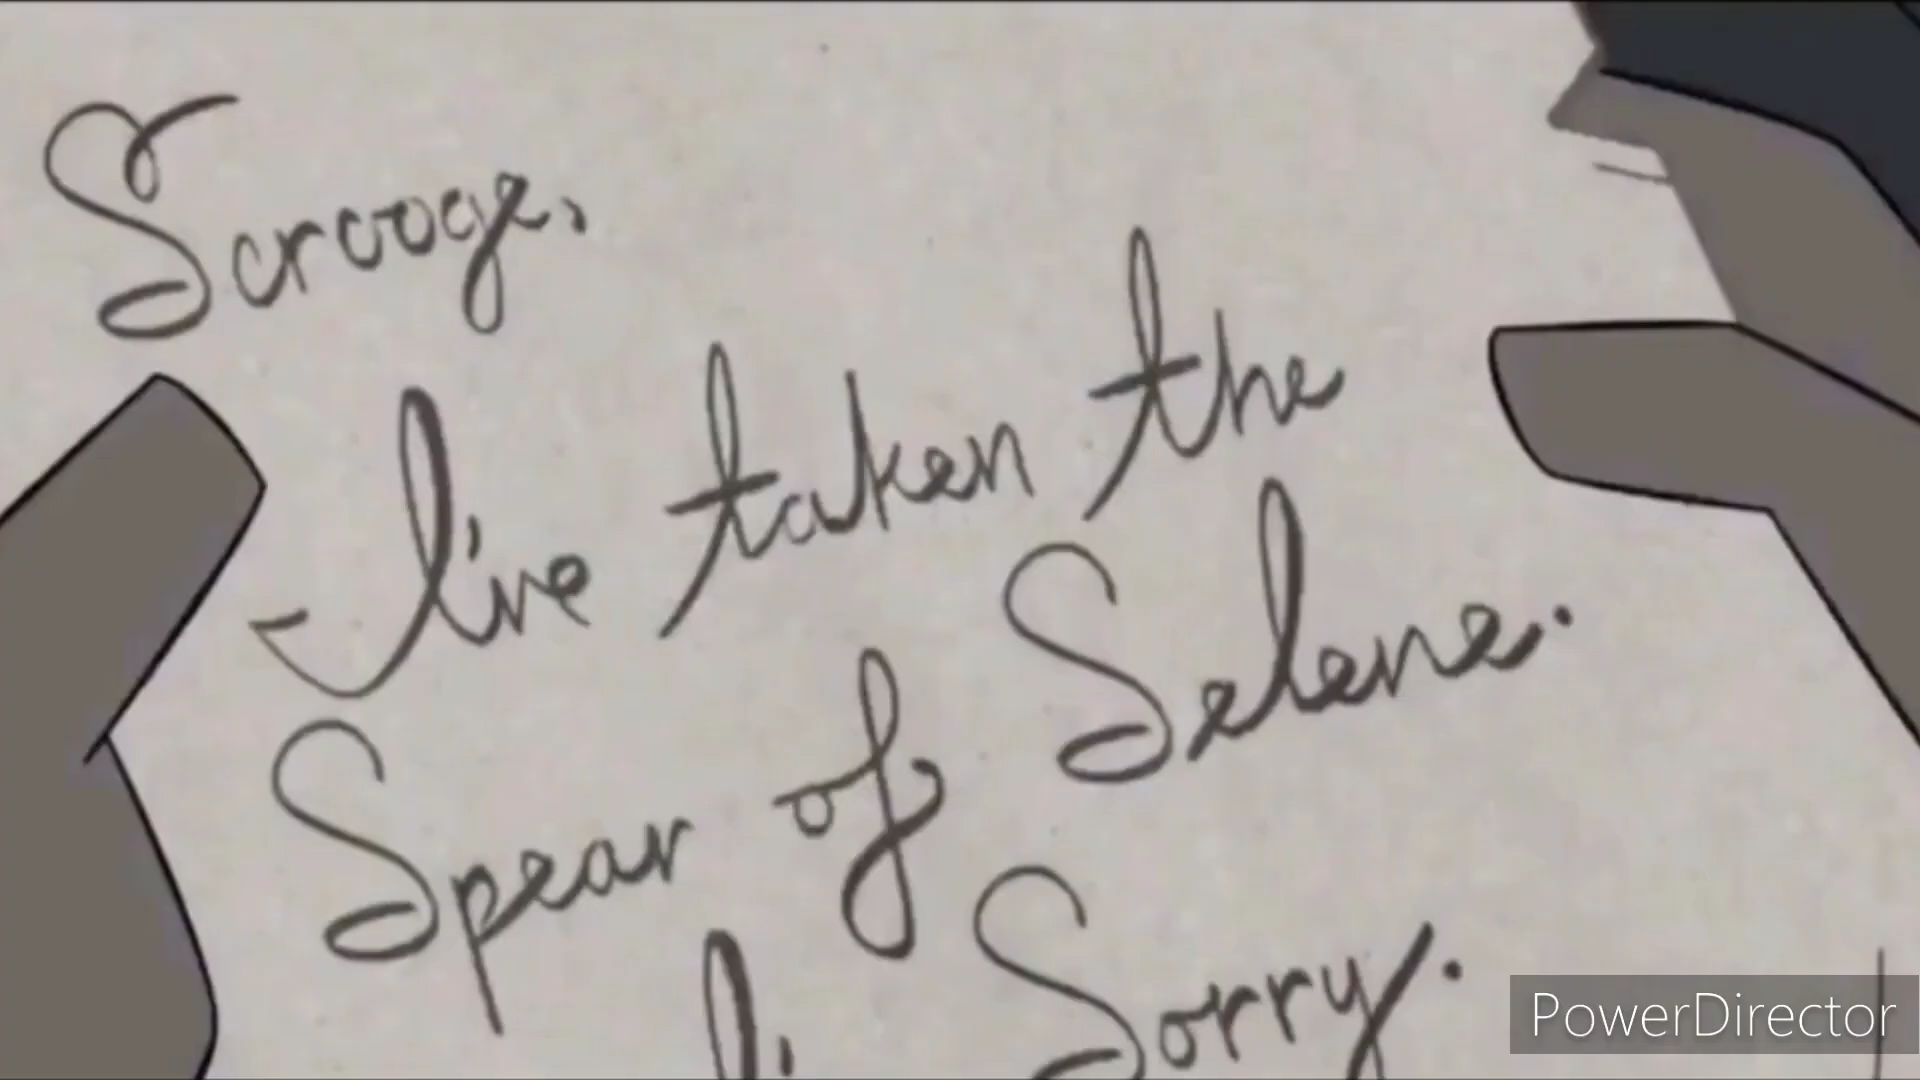 Scrooge,
I've taken the
Spear of Selene.
Sorry.
PowerDirector